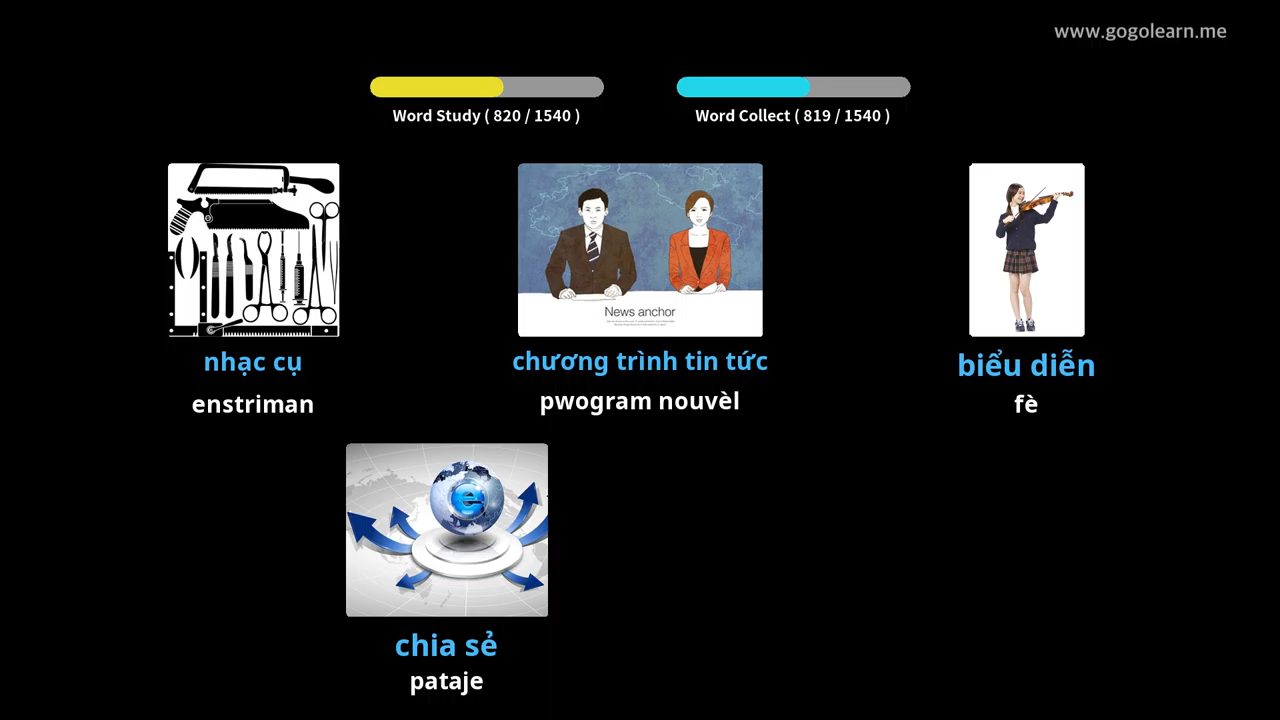 www.gogolearn.me
Word Study ( 820 / 1540 )
Word Collect ( 819 / 1540 )
News anchor
nhạc cụ
chương trình tin tức
biểu diễn
enstriman
pwogram nouvèl
fè
e
chia sẻ
pataje